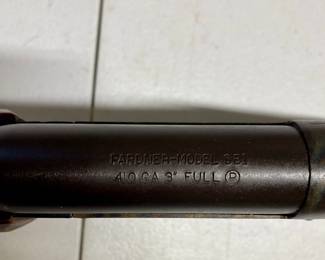 PARDNER-MODEL SB1
410 GA 3" FULL Ⓟ